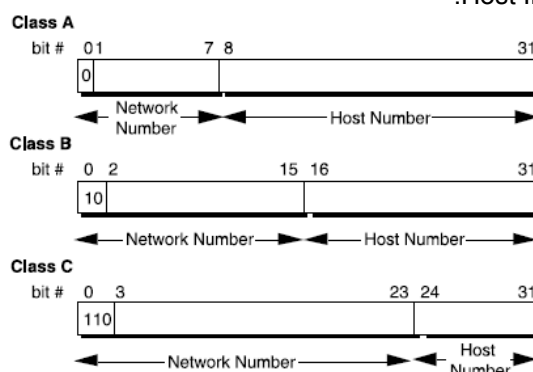 Class A
bit # 0 1 7 8 31
0
Network Number
Host Number
Class B
bit # 0 2 15 16 31
10
Network Number
Host Number
Class C
bit # 0 3 23 24 31
110
Network Number
Host Number